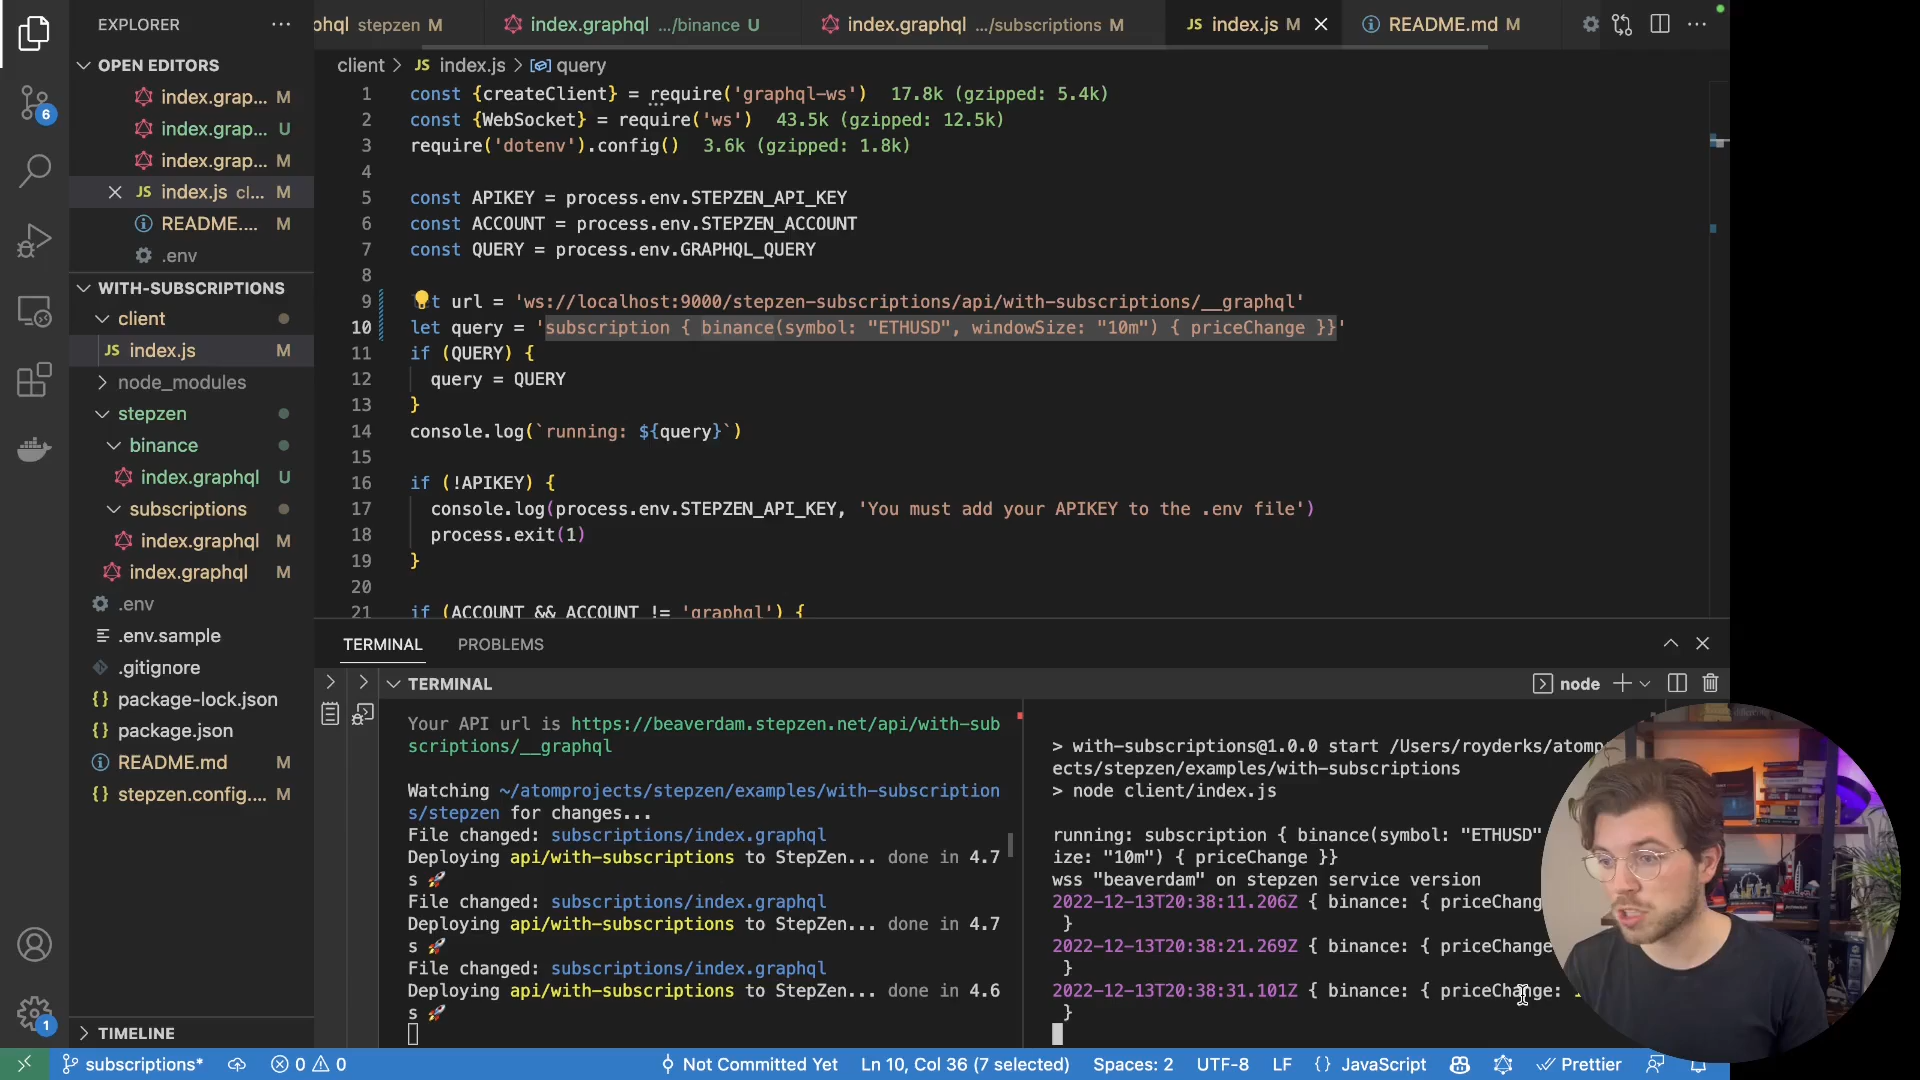 EXPLORER
phql stepzen M
index.graphql .../binance U
index.graphql .../subscriptions M
JS index.js M
README.md M
OPEN EDITORS
index.grap... M
index.grap... U
index.grap... M
JS index.js cl... M
README.... M
.env
WITH-SUBSCRIPTIONS
client
JS index.js M
node_modules
stepzen
binance
index.graphql U
subscriptions
index.graphql M
index.graphql M
.env
.env.sample
.gitignore
{} package-lock.json
{} package.json
README.md M
{} stepzen.config.... M
TIMELINE
6
1
client > JS index.js > query
1 const {createClient} = require('graphql-ws') 17.8k (gzipped: 5.4k)
2 const {WebSocket} = require('ws') 43.5k (gzipped: 12.5k)
3 require('dotenv').config() 3.6k (gzipped: 1.8k)
4
5 const APIKEY = process.env.STEPZEN_API_KEY
6 const ACCOUNT = process.env.STEPZEN_ACCOUNT
7 const QUERY = process.env.GRAPHQL_QUERY
8
9 t url = 'ws://localhost:9000/stepzen-subscriptions/api/with-subscriptions/__graphql'
10 let query = 'subscription { binance(symbol: "ETHUSD", windowSize: "10m") { priceChange }}'
11 if (QUERY) {
12 query = QUERY
13 }
14 console.log(`running: ${query}`)
15
16 if (!APIKEY) {
17 console.log(process.env.STEPZEN_API_KEY, 'You must add your APIKEY to the .env file')
18 process.exit(1)
19 }
20
21 if (ACCOUNT && ACCOUNT != 'graphql') {
TERMINAL PROBLEMS
TERMINAL
node
Your API url is https://beaverdam.stepzen.net/api/with-sub
scriptions/__graphql
Watching ~/atomprojects/stepzen/examples/with-subscription
s/stepzen for changes...
File changed: subscriptions/index.graphql
Deploying api/with-subscriptions to StepZen... done in 4.7
s 🚀
File changed: subscriptions/index.graphql
Deploying api/with-subscriptions to StepZen... done in 4.7
s 🚀
File changed: subscriptions/index.graphql
Deploying api/with-subscriptions to StepZen... done in 4.6
s 🚀
> with-subscriptions@1.0.0 start /Users/royderks/atomp
ects/stepzen/examples/with-subscriptions
> node client/index.js
running: subscription { binance(symbol: "ETHUSD"
ize: "10m") { priceChange }}
wss "beaverdam" on stepzen service version
2022-12-13T20:38:11.206Z { binance: { priceChang
}
2022-12-13T20:38:21.269Z { binance: { priceChange
}
2022-12-13T20:38:31.101Z { binance: { priceChange:
}
subscriptions* 0 0 Not Committed Yet Ln 10, Col 36 (7 selected) Spaces: 2 UTF-8 LF {} JavaScript Prettier